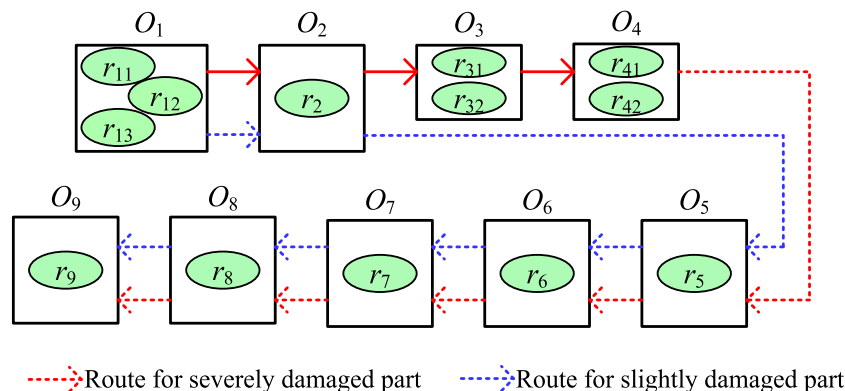 O1 O2 O3 O4
r11 r12 r13 r2 r31 r32 r41 r42
O9 O8 O7 O6 O5
r9 r8 r7 r6 r5
Route for severely damaged part Route for slightly damaged part